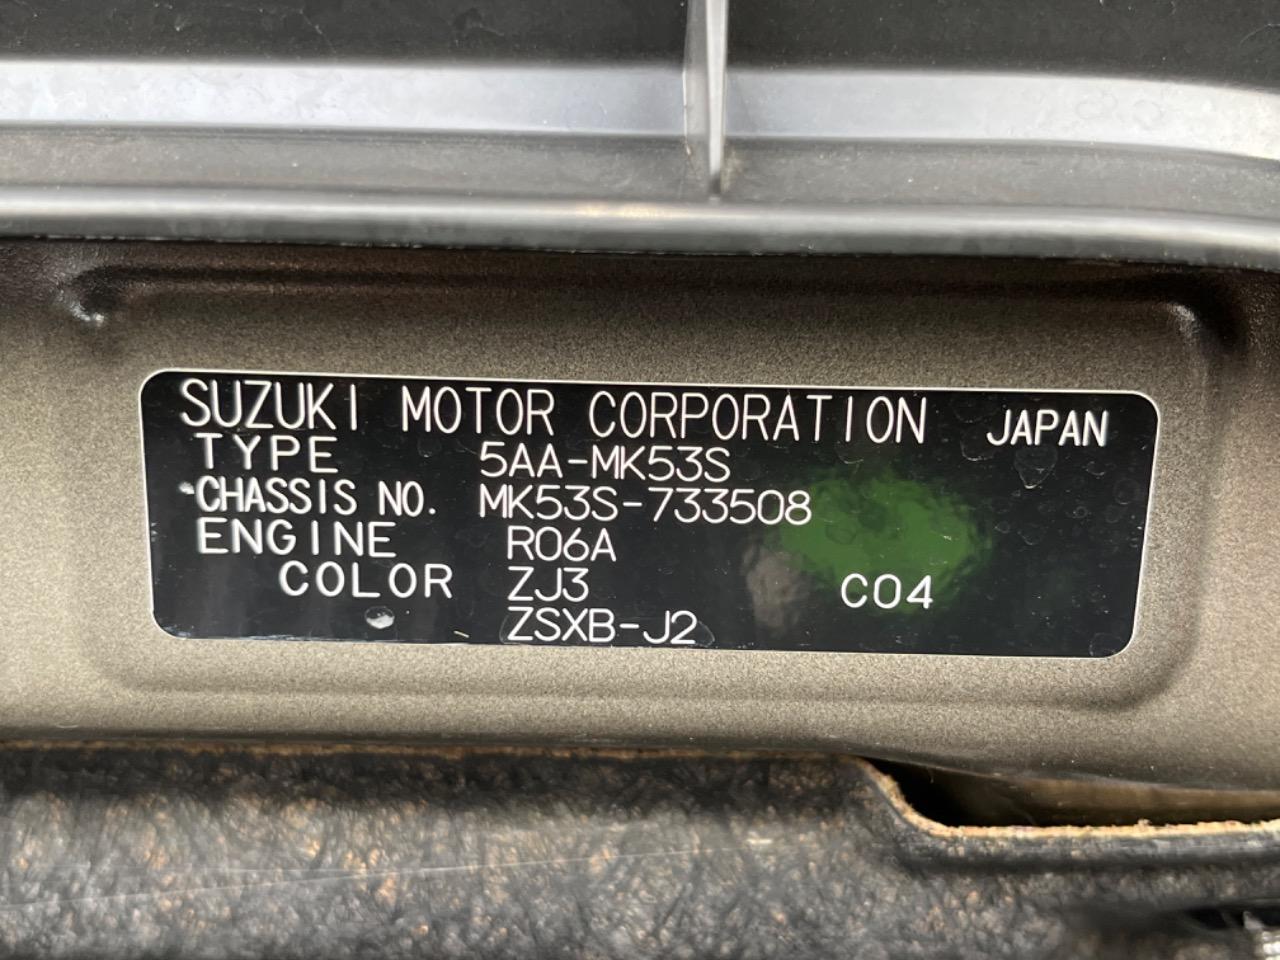 SUZUKI MOTOR CORPORATION JAPAN
TYPE 5AA-MK53S
CHASSIS NO. MK53S-733508
ENGINE R06A
COLOR ZJ3 C04
ZSXB-J2